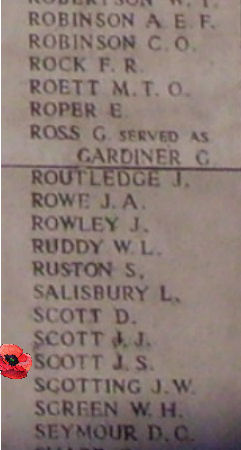 ROBERTSON W. T.
ROBINSON A. E. F.
ROBINSON C. O.
ROCK F. R.
ROETT M. T. O.
ROPER E.
ROSS G. SERVED AS
GARDINER G.
ROUTLEDGE J.
ROWE J. A.
ROWLEY J.
RUDDY W. L.
RUSTON S.
SALISBURY L.
SCOTT D.
SCOTT J. J.
SCOTT J. S.
SCOTTING J. W.
SCREEN W. H.
SEYMOUR D. C.